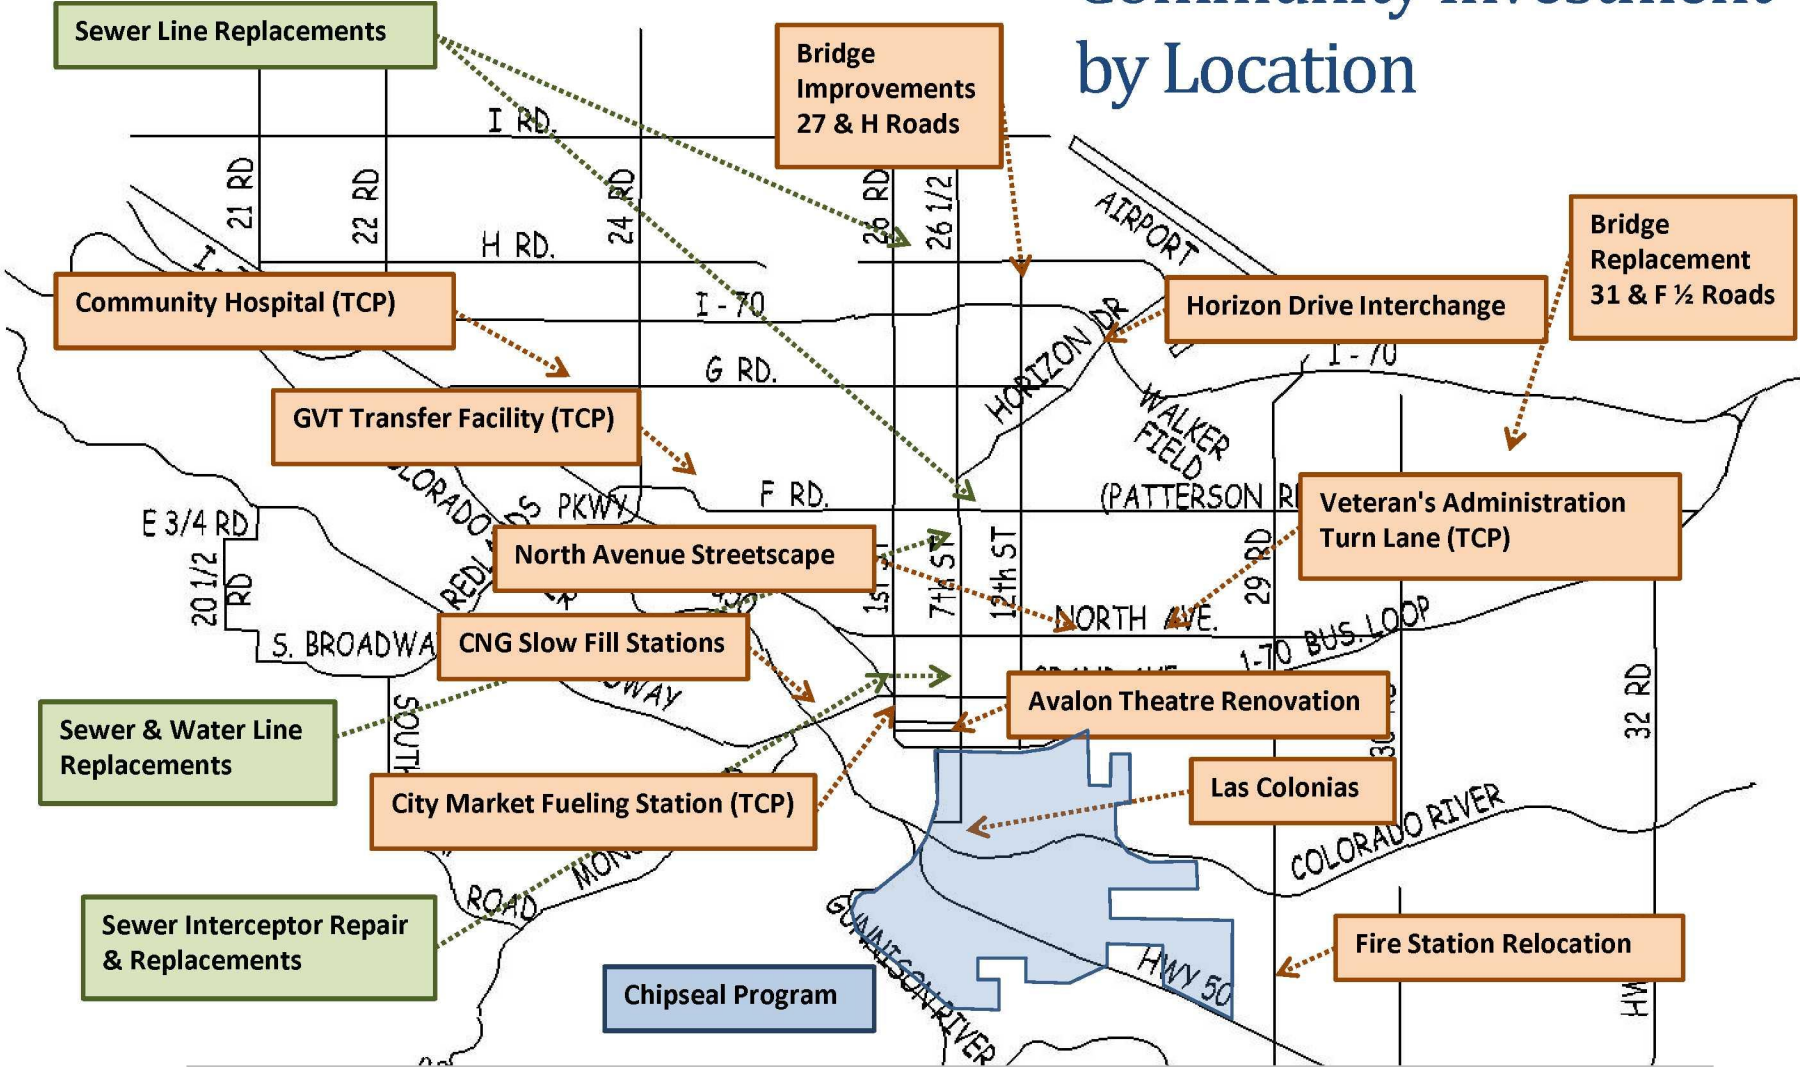 Community Investment
by Location
Sewer Line Replacements
Bridge
Improvements
27 & H Roads
I RD.
21 RD
22 RD
24 RD
26 RD
26 1/2
AIRPORT
Bridge
Replacement
31 & F ½ Roads
H RD.
Community Hospital (TCP)
I - 70
Horizon Drive Interchange
HORIZON DR
I - 70
G RD.
GVT Transfer Facility (TCP)
WALKER
FIELD
PKWY
F RD.
(PATTERSON
Veteran's Administration
Turn Lane (TCP)
E 3/4 RD
North Avenue Streetscape
20 1/2
RD
1st
7th ST
12th ST
29 RD
NORTH AVE.
I-70 BUS. LOOP
S. BROADWA
CNG Slow Fill Stations
Sewer & Water Line
Replacements
SOUTH
Avalon Theatre Renovation
32 RD
City Market Fueling Station (TCP)
Las Colonias
COLORADO RIVER
ROAD
Sewer Interceptor Repair
& Replacements
GUNNISON RIVER
HWY 50
Fire Station Relocation
Chipseal Program